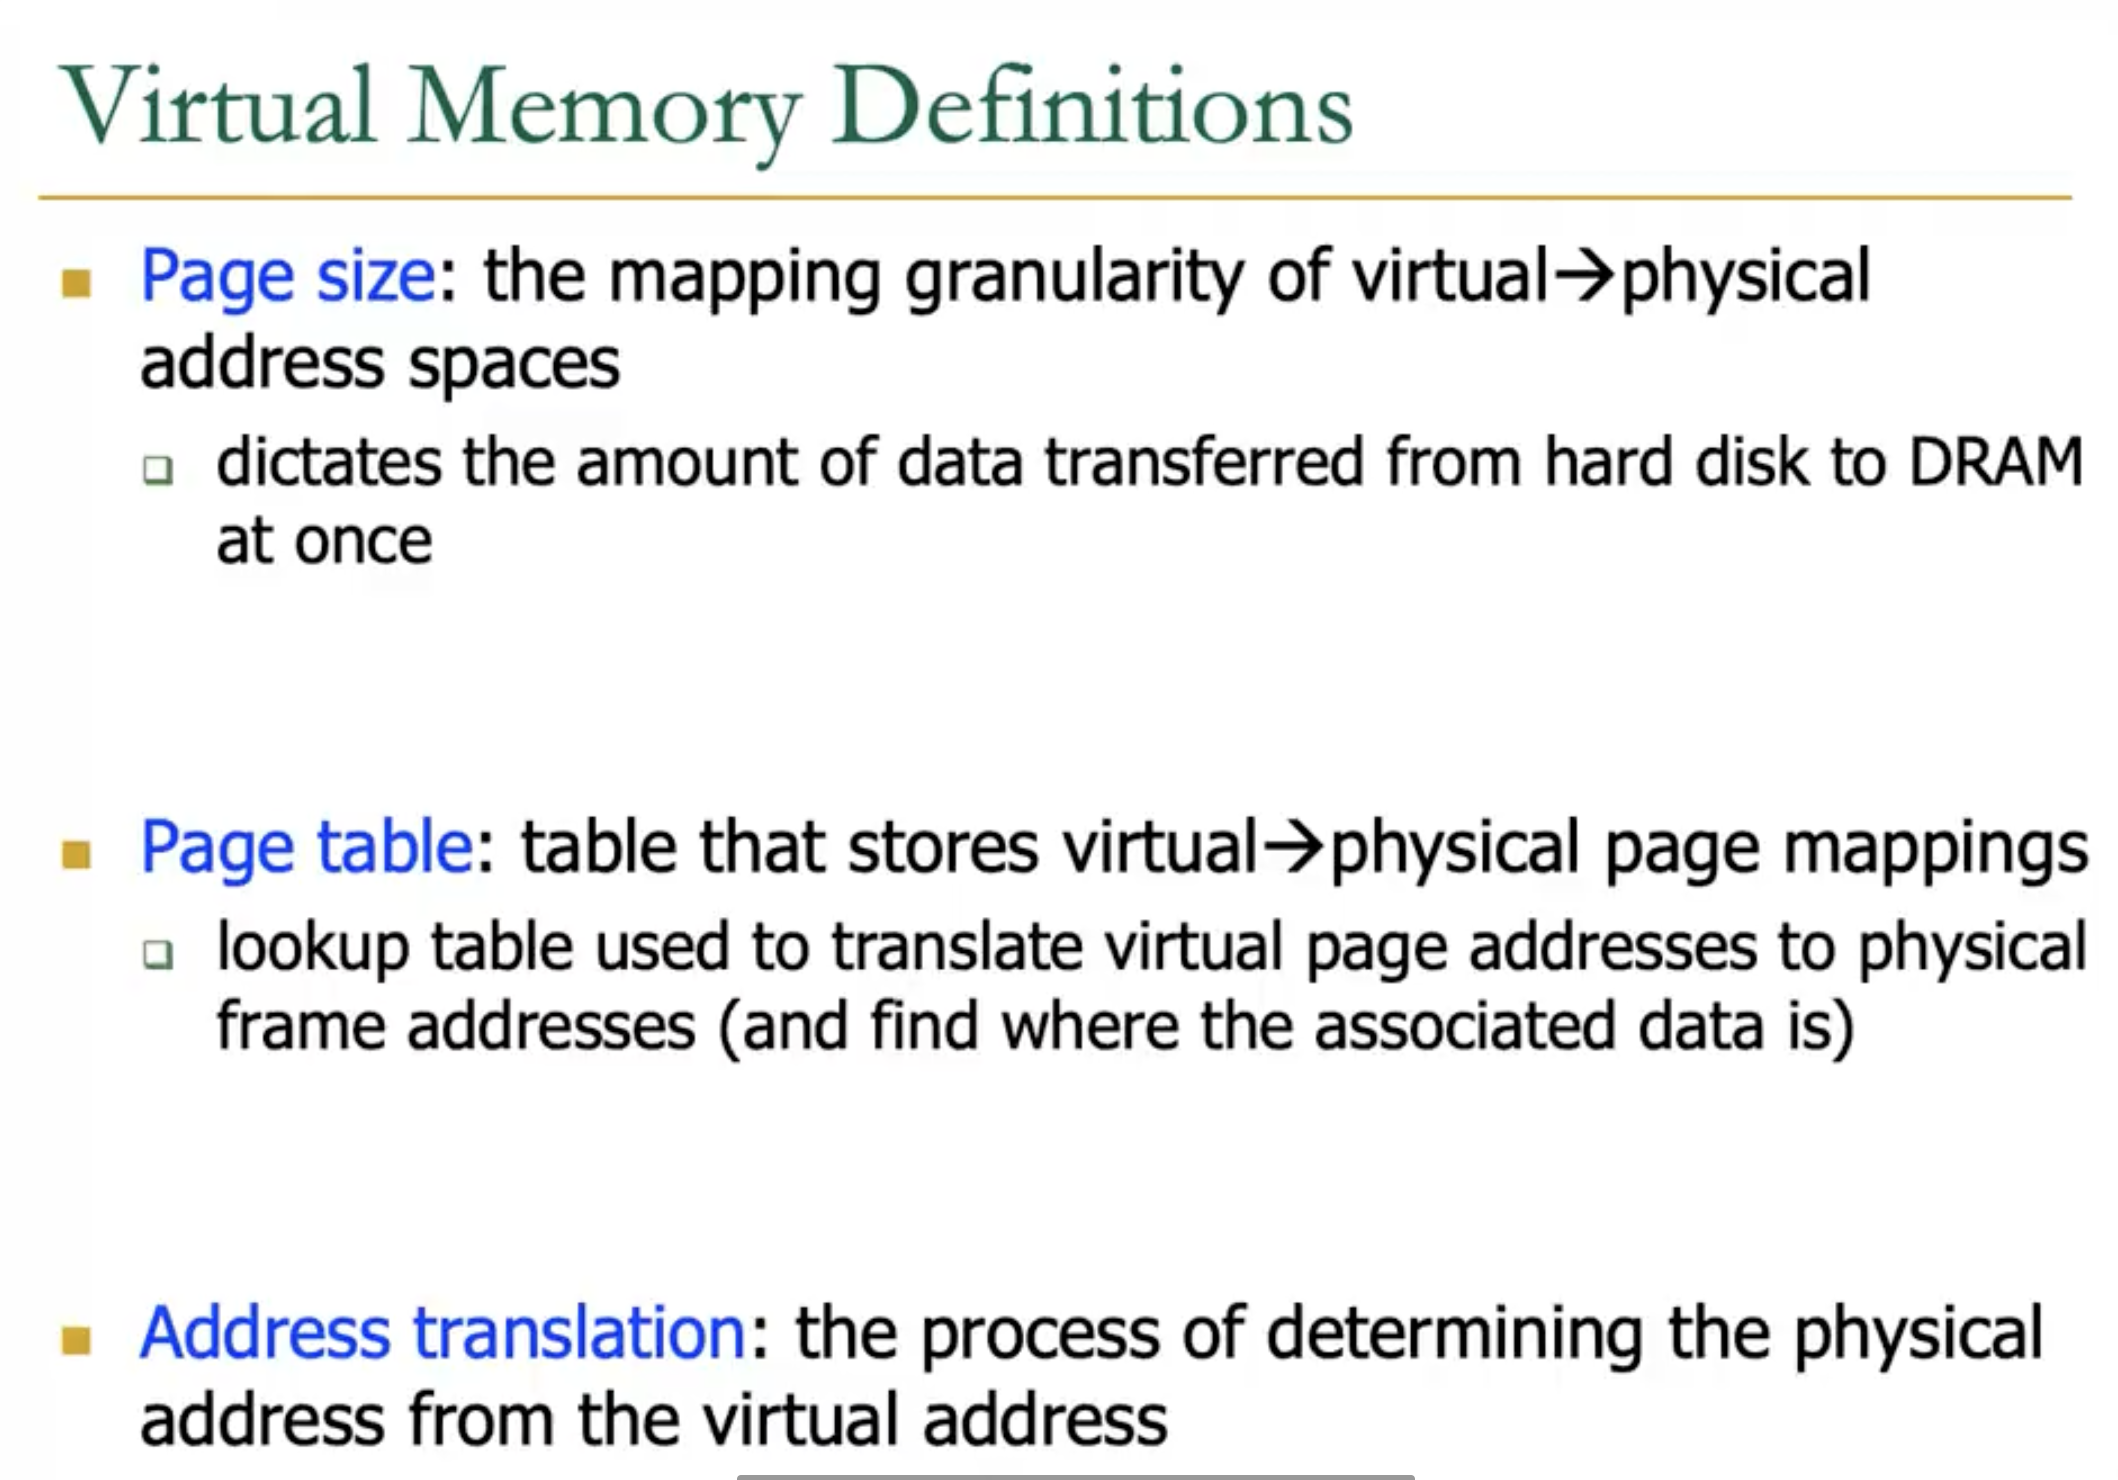 Virtual Memory Definitions
Page size: the mapping granularity of virtual→physical
address spaces
dictates the amount of data transferred from hard disk to DRAM
at once
Page table: table that stores virtual→physical page mappings
lookup table used to translate virtual page addresses to physical
frame addresses (and find where the associated data is)
Address translation: the process of determining the physical
address from the virtual address